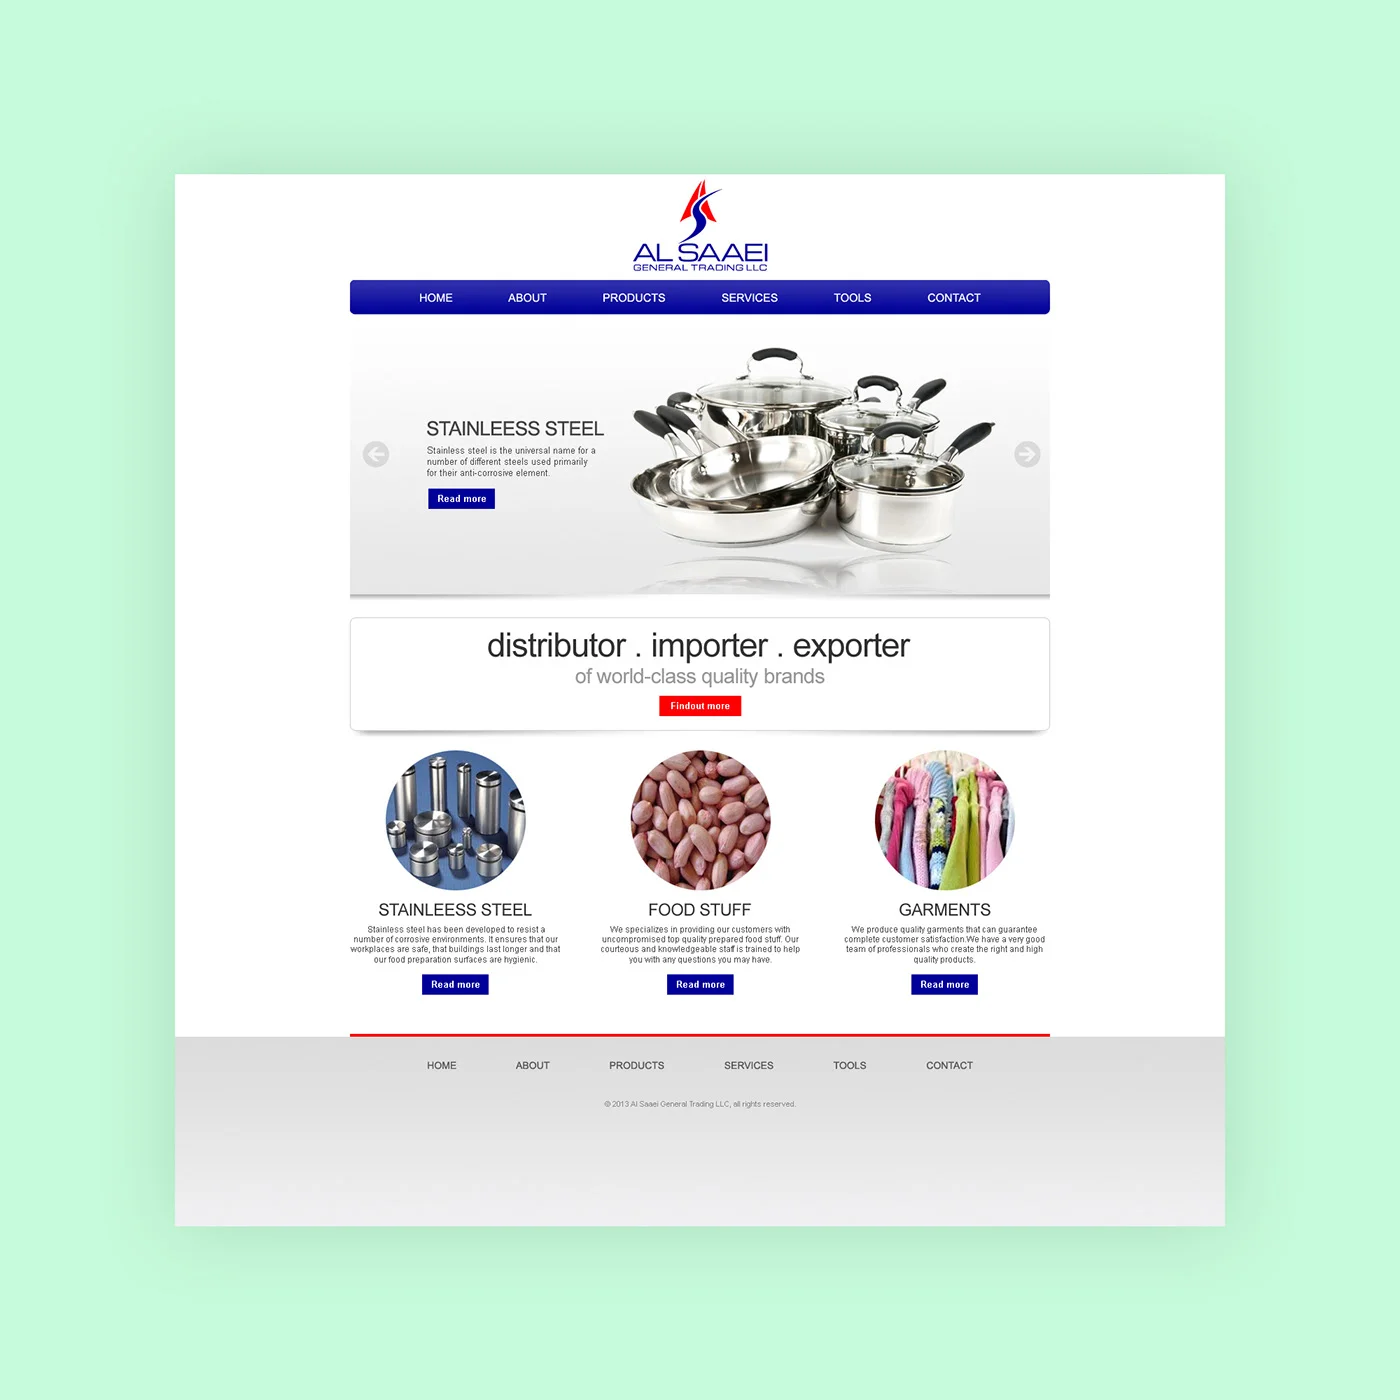 AL SAAEI
GENERAL TRADING LLC
HOME ABOUT PRODUCTS SERVICES TOOLS CONTACT
STAINLEESS STEEL
Stainless steel is the universal name for a
number of different steels used primarily
for their anti-corrosive element.
Read more
distributor . importer . exporter
of world-class quality brands
Findout more
STAINLEESS STEEL
Stainless steel has been developed to resist a
number of corrosive environments. It ensures that our
workplaces are safe, that buildings last longer and that
our food preparation surfaces are hygienic.
Read more
FOOD STUFF
We specializes in providing our customers with
uncompromised top quality prepared food stuff. Our
courteous and knowledgeable staff is trained to help
you with any questions you may have.
Read more
GARMENTS
We produce quality garments that can guarantee
complete customer satisfaction.We have a very good
team of professionals who create the right and high
quality products.
Read more
HOME ABOUT PRODUCTS SERVICES TOOLS CONTACT
© 2013 Al Saaei General Trading LLC, all rights reserved.